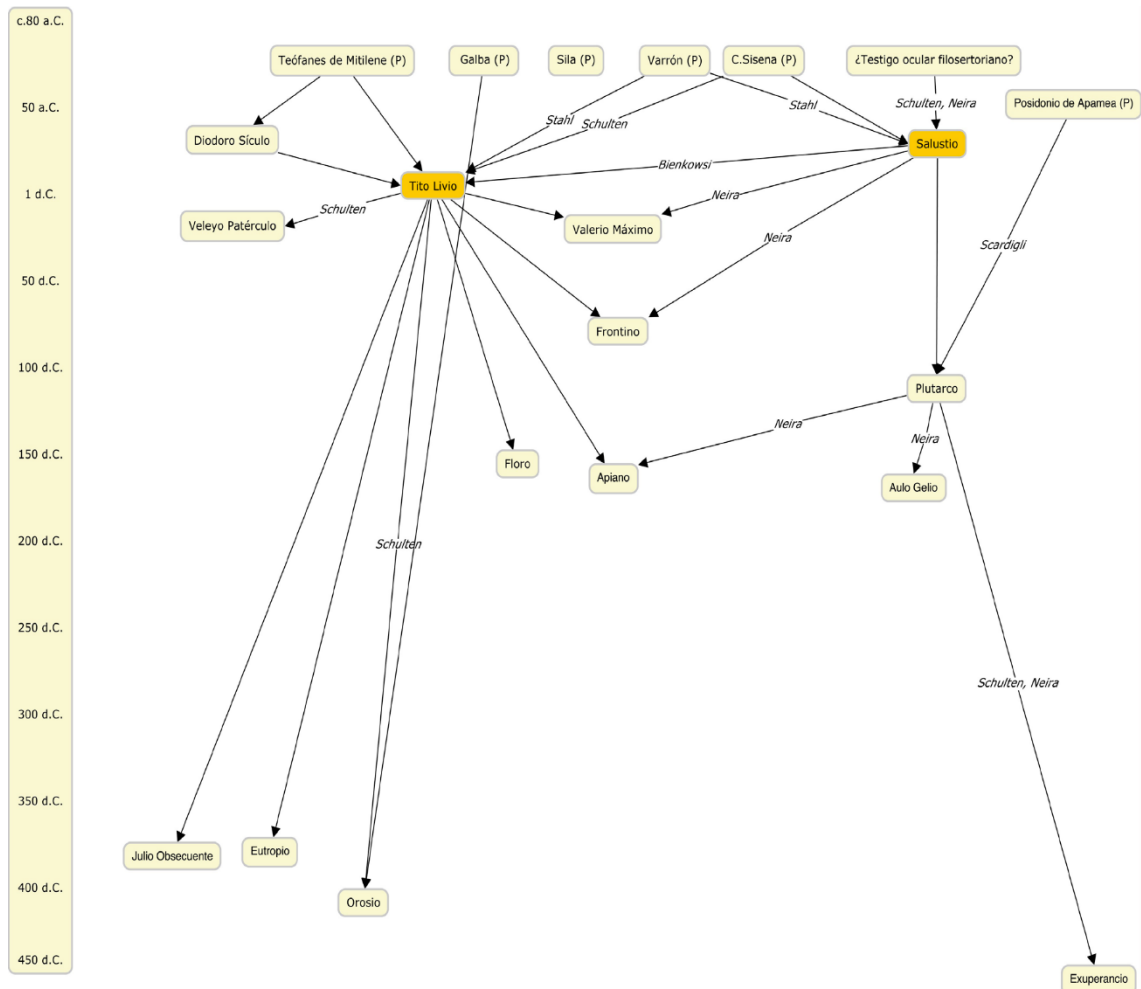 c.80 a.C.
50 a.C.
1 d.C.
50 d.C.
100 d.C.
150 d.C.
200 d.C.
250 d.C.
300 d.C.
350 d.C.
400 d.C.
450 d.C.
Teófanes de Mitilene (P)
Galba (P)
Sila (P)
Varrón (P)
C.Sisena (P)
¿Testigo ocular filosertoriano?
Posidonio de Apamea (P)
Stahl
Schulten
Stahl
Schulten, Neira
Diodoro Sículo
Salustio
Bienkowsi
Tito Livio
Neira
Schulten
Veleyo Patérculo
Valerio Máximo
Neira
Scardigli
Frontino
Plutarco
Neira
Neira
Floro
Apiano
Aulo Gelio
Schulten
Schulten, Neira
Julio Obsecuente
Eutropio
Orosio
Exuperancio